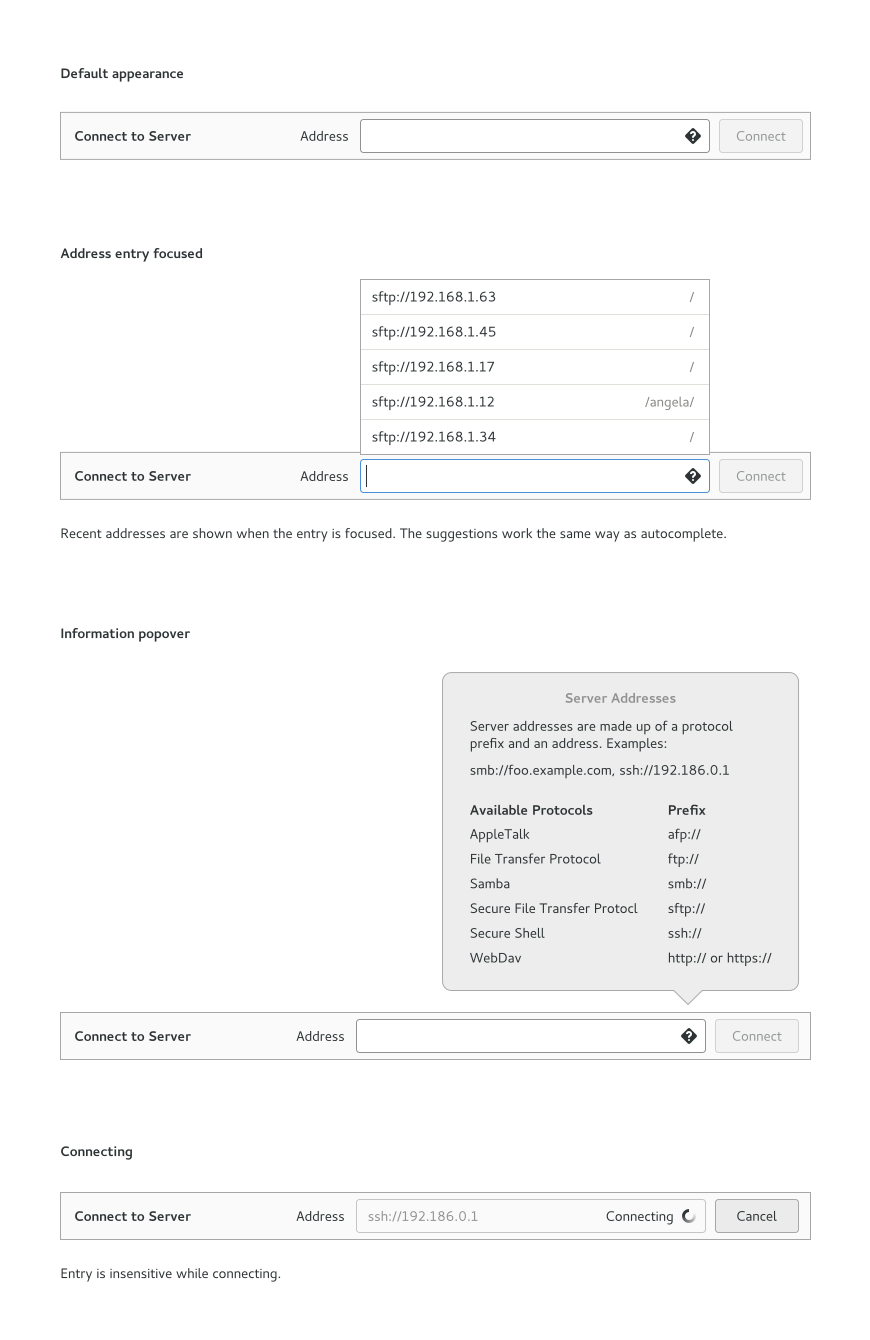 Default appearance
Connect to Server Address Connect
Address entry focused
sftp://192.168.1.63 /
sftp://192.168.1.45 /
sftp://192.168.1.17 /
sftp://192.168.1.12 /angela/
sftp://192.168.1.34 /
Connect to Server Address Connect
Recent addresses are shown when the entry is focused. The suggestions work the same way as autocomplete.
Information popover
Server Addresses
Server addresses are made up of a protocol
prefix and an address. Examples:
smb://foo.example.com, ssh://192.186.0.1
Available Protocols Prefix
AppleTalk afp://
File Transfer Protocol ftp://
Samba smb://
Secure File Transfer Protocl sftp://
Secure Shell ssh://
WebDav http:// or https://
Connect to Server Address Connect
Connecting
Connect to Server Address ssh://192.186.0.1 Connecting Cancel
Entry is insensitive while connecting.